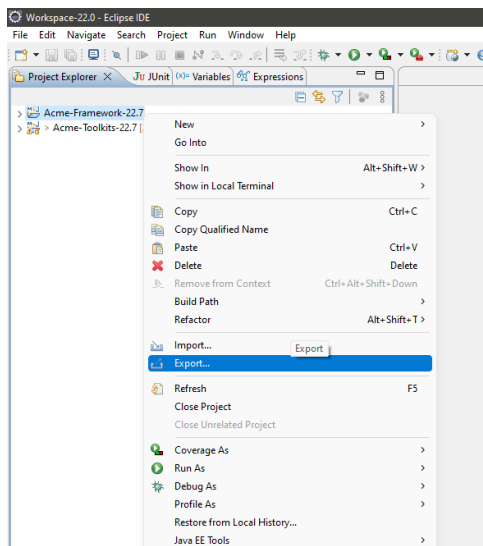 Workspace-22.0 - Eclipse IDE
File Edit Navigate Search Project Run Window Help
Project Explorer × Ju JUnit (x)= Variables Expressions
Acme-Framework-22.7
> Acme-Toolkits-22.7 [
New
Go Into
Show In Alt+Shift+W >
Show in Local Terminal
Copy Ctrl+C
Copy Qualified Name
Paste Ctrl+V
Delete Delete
Remove from Context Ctrl+Alt+Shift+Down
Build Path
Refactor Alt+Shift+T >
Import...
Export
Export...
Refresh F5
Close Project
Close Unrelated Project
Coverage As
Run As
Debug As
Profile As
Restore from Local History...
Java EE Tools